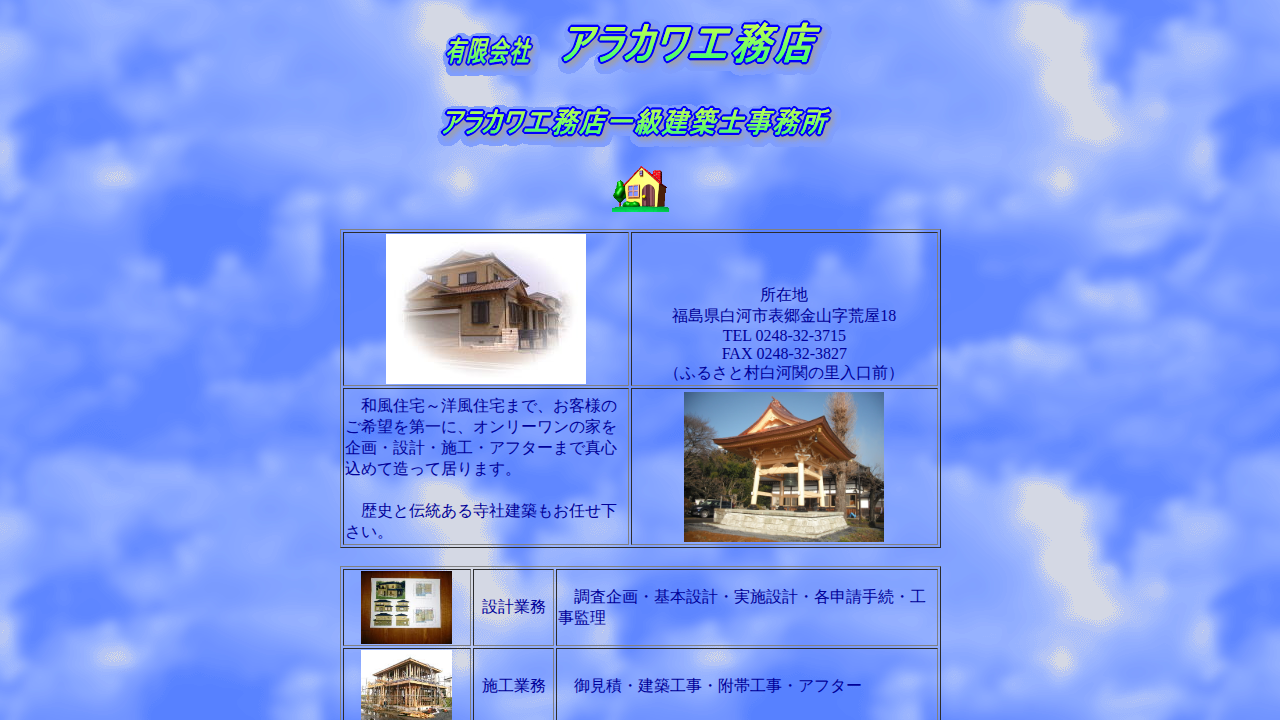 有限会社　アラカワ工務店
アラカワ工務店一級建築士事務所
所在地
福島県白河市表郷金山字荒屋18
TEL 0248-32-3715
FAX 0248-32-3827
（ふるさと村白河関の里入口前）
　和風住宅～洋風住宅まで、お客様の
ご希望を第一に、オンリーワンの家を
企画・設計・施工・アフターまで真心
込めて造って居ります。
　歴史と伝統ある寺社建築もお任せ下
さい。
設計業務
　調査企画・基本設計・実施設計・各申請手続・工
事監理
施工業務
　御見積・建築工事・附帯工事・アフター